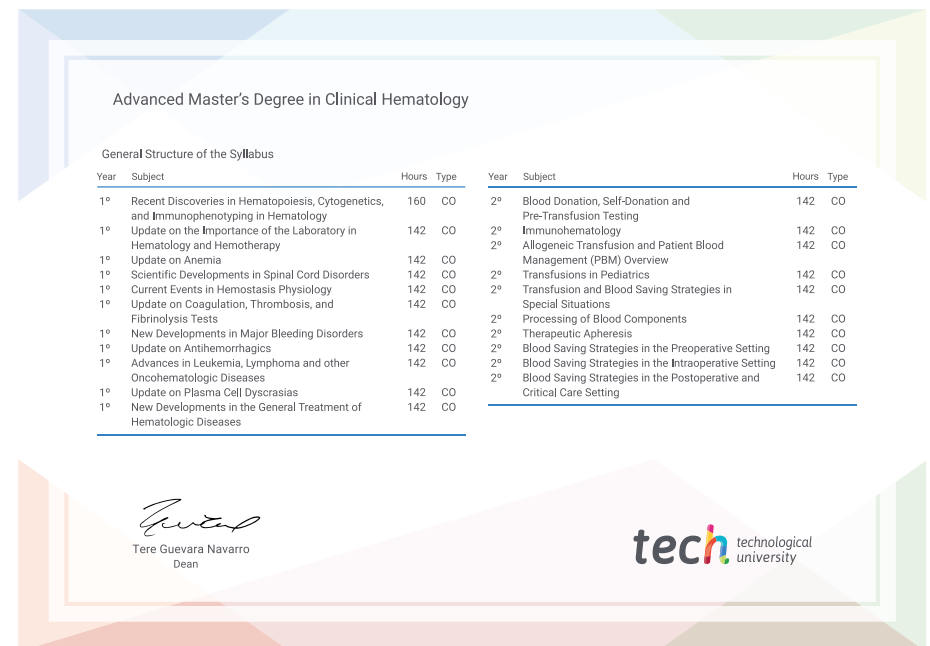 Advanced Master's Degree in Clinical Hematology
General Structure of the Syllabus
Year Subject Hours Type
1º Recent Discoveries in Hematopoiesis, Cytogenetics, 160 CO
and Immunophenotyping in Hematology
1º Update on the Importance of the Laboratory in 142 CO
Hematology and Hemotherapy
1º Update on Anemia 142 CO
1º Scientific Developments in Spinal Cord Disorders 142 CO
1º Current Events in Hemostasis Physiology 142 CO
1º Update on Coagulation, Thrombosis, and 142 CO
Fibrinolysis Tests
1º New Developments in Major Bleeding Disorders 142 CO
1º Update on Antihemorrhagics 142 CO
1º Advances in Leukemia, Lymphoma and other 142 CO
Oncohematologic Diseases
1º Update on Plasma Cell Dyscrasias 142 CO
1º New Developments in the General Treatment of 142 CO
Hematologic Diseases
Year Subject Hours Type
2º Blood Donation, Self-Donation and 142 CO
Pre-Transfusion Testing
2º Immunohematology 142 CO
2º Allogeneic Transfusion and Patient Blood 142 CO
Management (PBM) Overview
2º Transfusions in Pediatrics 142 CO
2º Transfusion and Blood Saving Strategies in 142 CO
Special Situations
2º Processing of Blood Components 142 CO
2º Therapeutic Apheresis 142 CO
2º Blood Saving Strategies in the Preoperative Setting 142 CO
2º Blood Saving Strategies in the Intraoperative Setting 142 CO
2º Blood Saving Strategies in the Postoperative and 142 CO
Critical Care Setting
Tere Guevara Navarro
Dean
tech technological
university